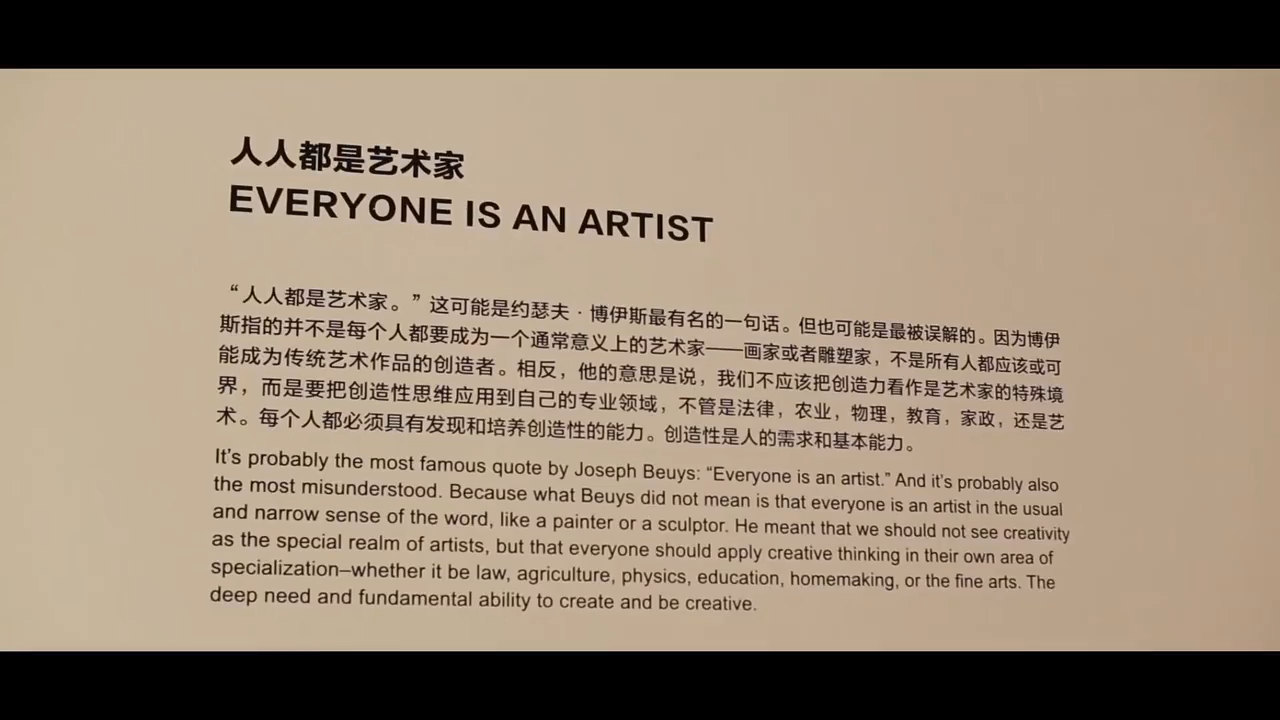 人人都是艺术家
EVERYONE IS AN ARTIST
“人人都是艺术家。”这可能是约瑟夫·博伊斯最有名的一句话。但也可能是最被误解的。因为博伊
斯指的并不是每个人都要成为一个通常意义上的艺术家——画家或者雕塑家，不是所有人都应该或可
能成为传统艺术作品的创造者。相反，他的意思是说，我们不应该把创造力看作是艺术家的特殊境
界，而是要把创造性思维应用到自己的专业领域，不管是法律，农业，物理，教育，家政，还是艺
术。每个人都必须具有发现和培养创造性的能力。创造性是人的需求和基本能力。
It’s probably the most famous quote by Joseph Beuys: “Everyone is an artist.” And it’s probably also
the most misunderstood. Because what Beuys did not mean is that everyone is an artist in the usual
and narrow sense of the word, like a painter or a sculptor. He meant that we should not see creativity
as the special realm of artists, but that everyone should apply creative thinking in their own area of
specialization–whether it be law, agriculture, physics, education, homemaking, or the fine arts. The
deep need and fundamental ability to create and be creative.